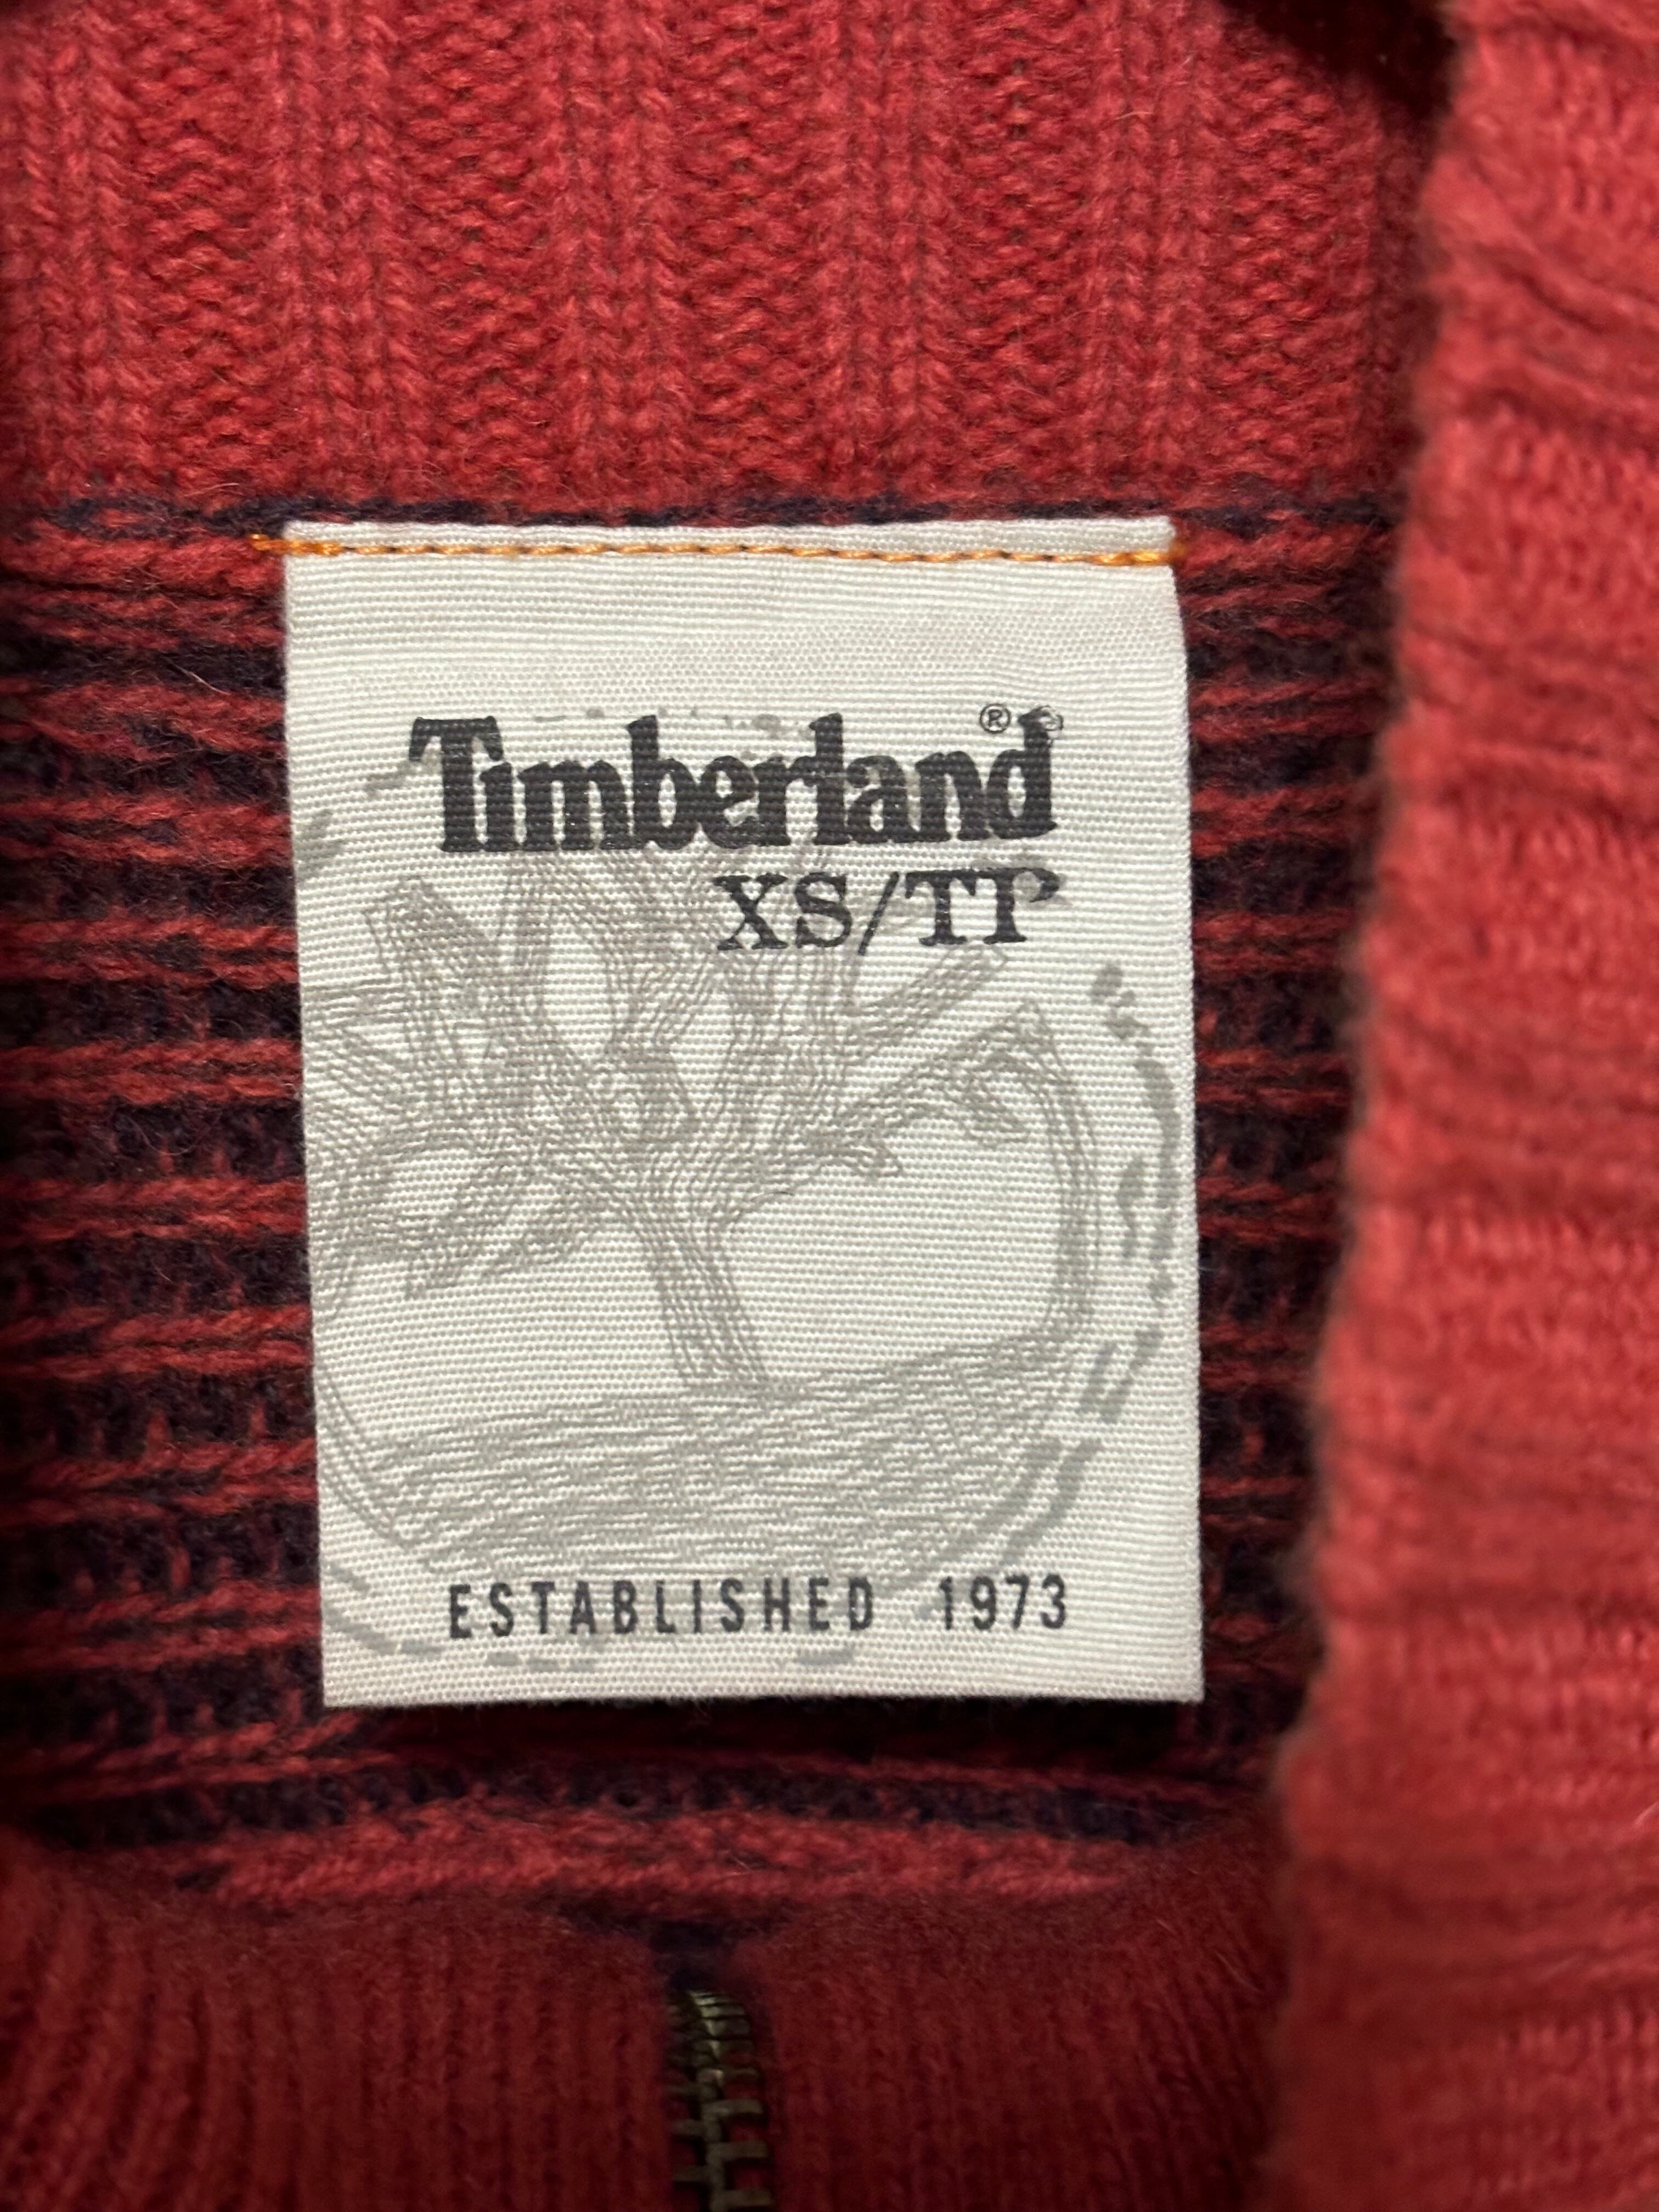 Timberland®
XS/TP
ESTABLISHED 1973